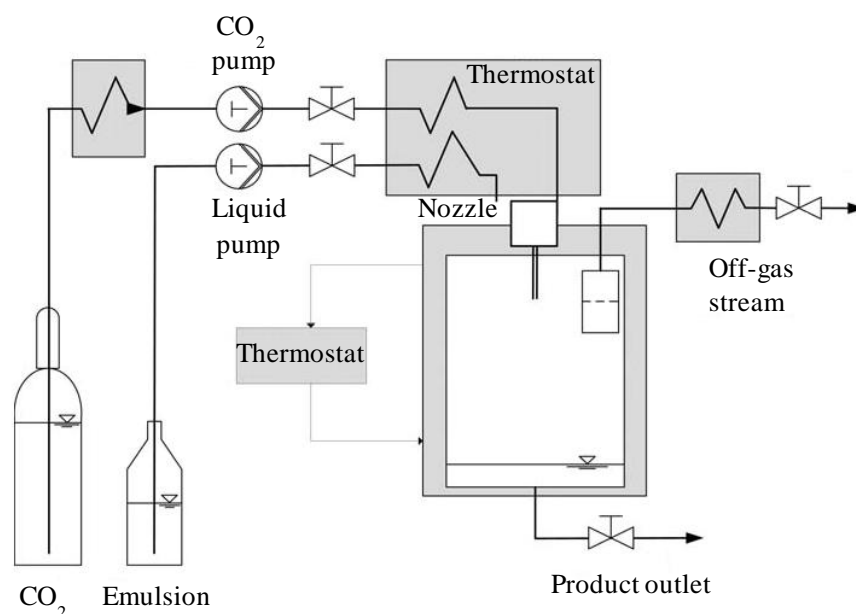 CO2
pump
Thermostat
Liquid
pump
Nozzle
Off-gas
stream
Thermostat
CO2
Emulsion
Product outlet